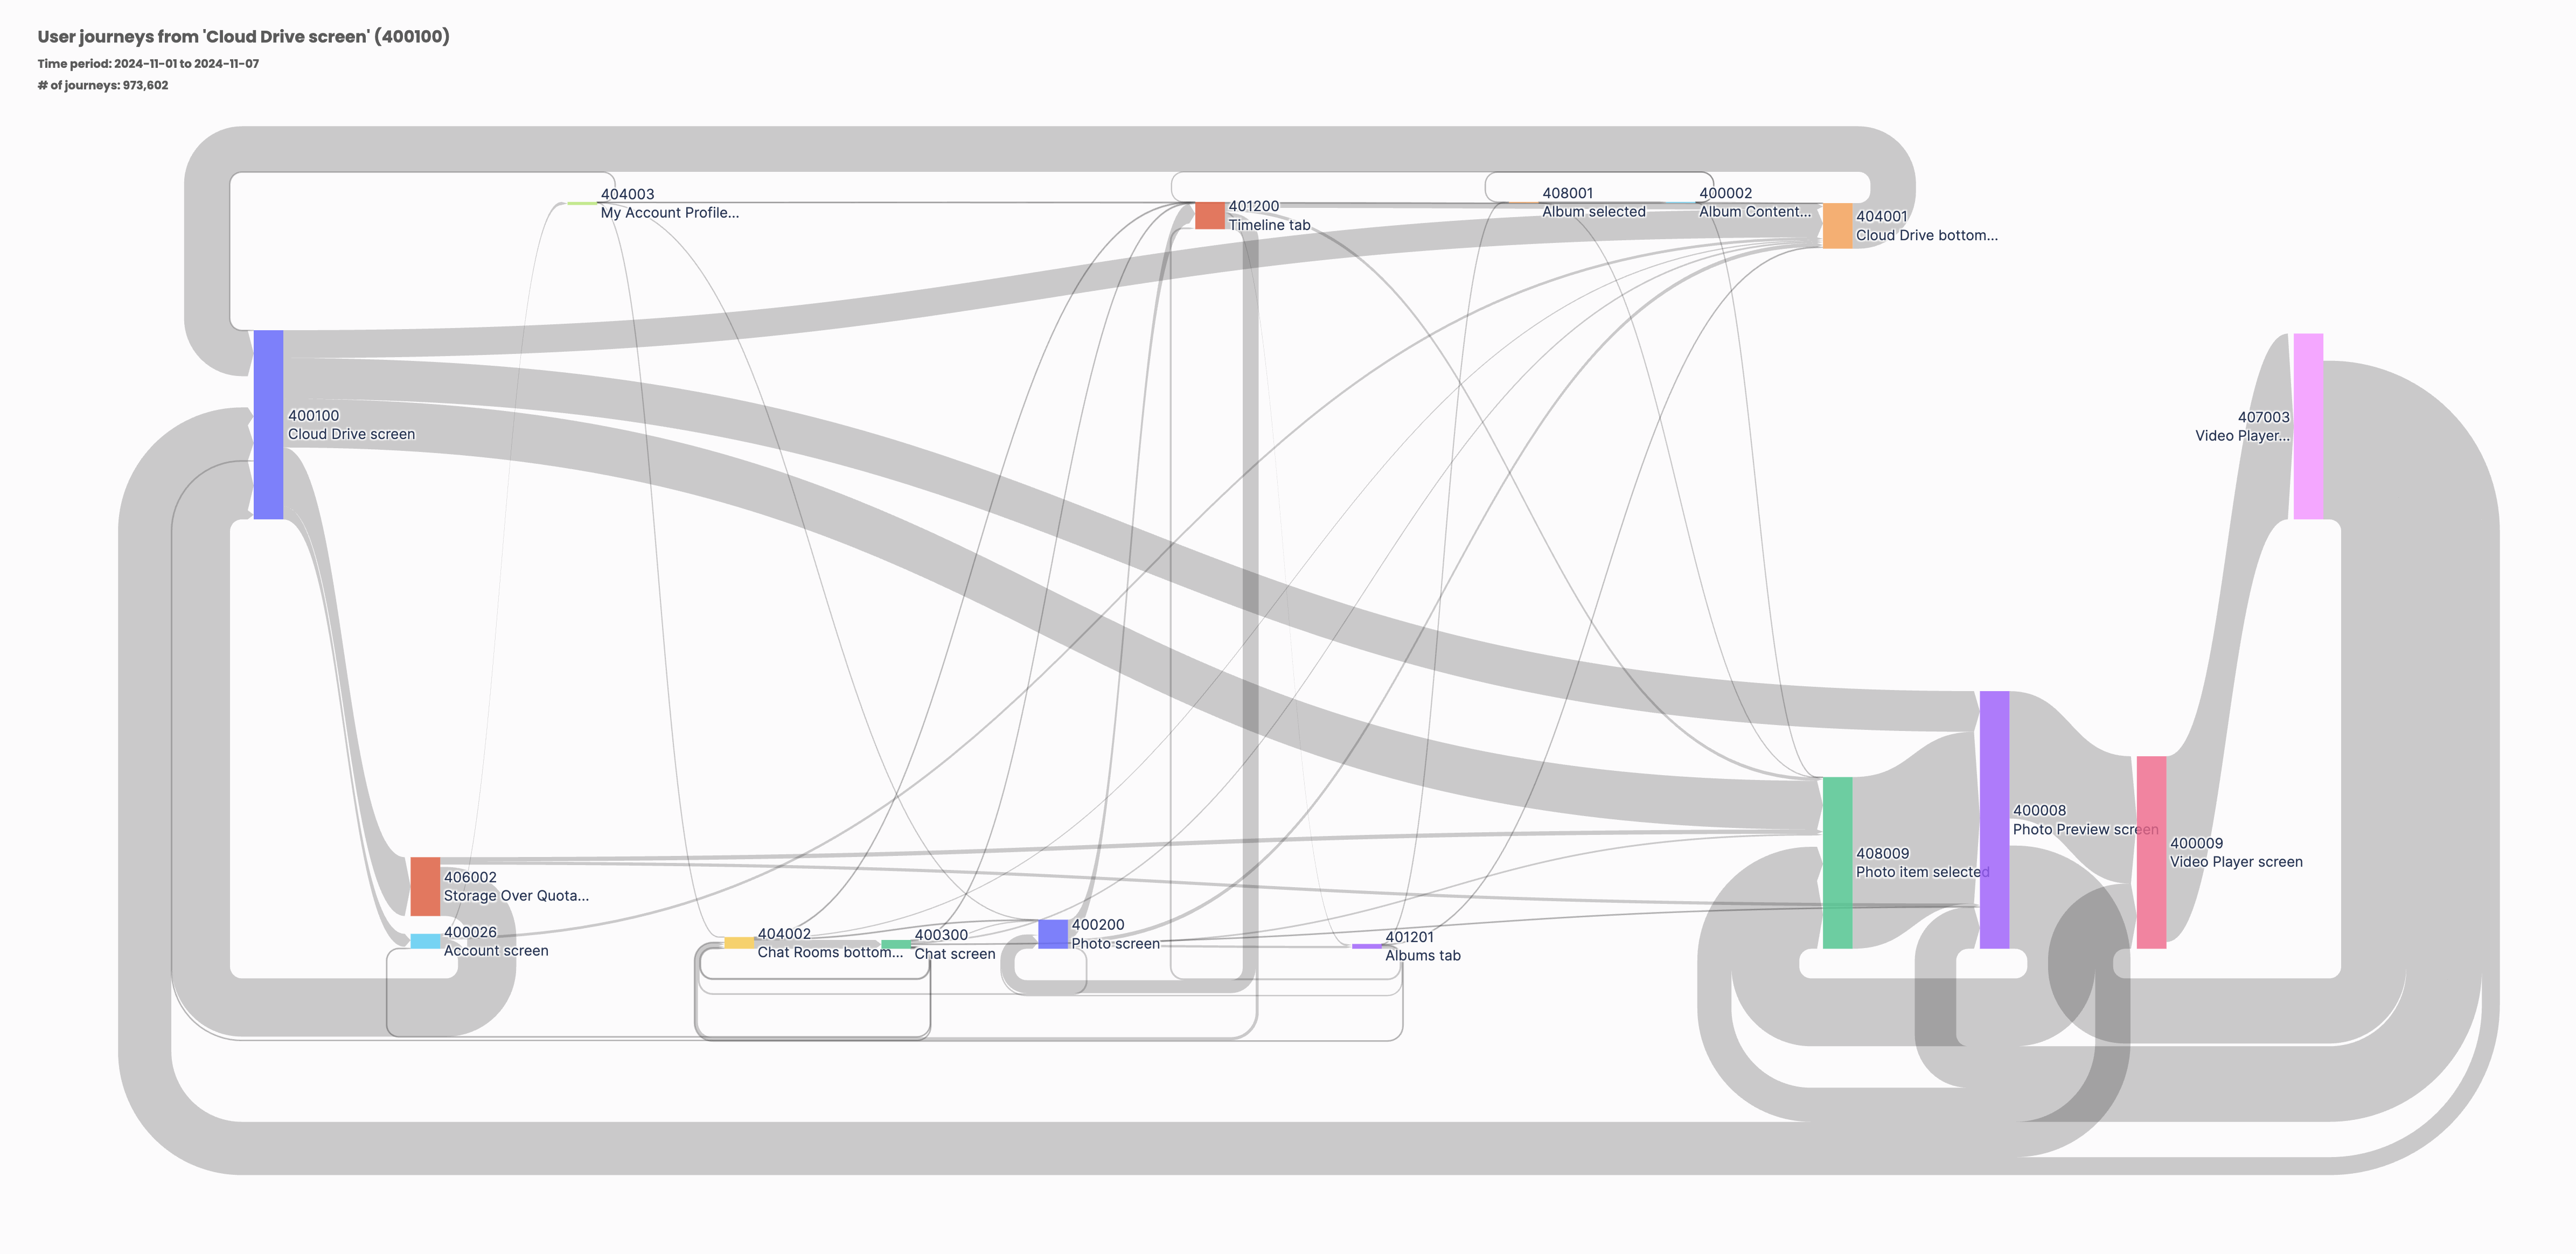 User journeys from 'Cloud Drive screen' (400100)
Time period: 2024-11-01 to 2024-11-07
# of journeys: 973,602
404003
My Account Profile...
401200
Timeline tab
408001
Album selected
400002
Album Content...
404001
Cloud Drive bottom...
400100
Cloud Drive screen
407003
Video Player...
406002
Storage Over Quota...
400026
Account screen
404002
Chat Rooms bottom...
400300
Chat screen
400200
Photo screen
401201
Albums tab
408009
Photo item selected
400008
Photo Preview screen
400009
Video Player screen